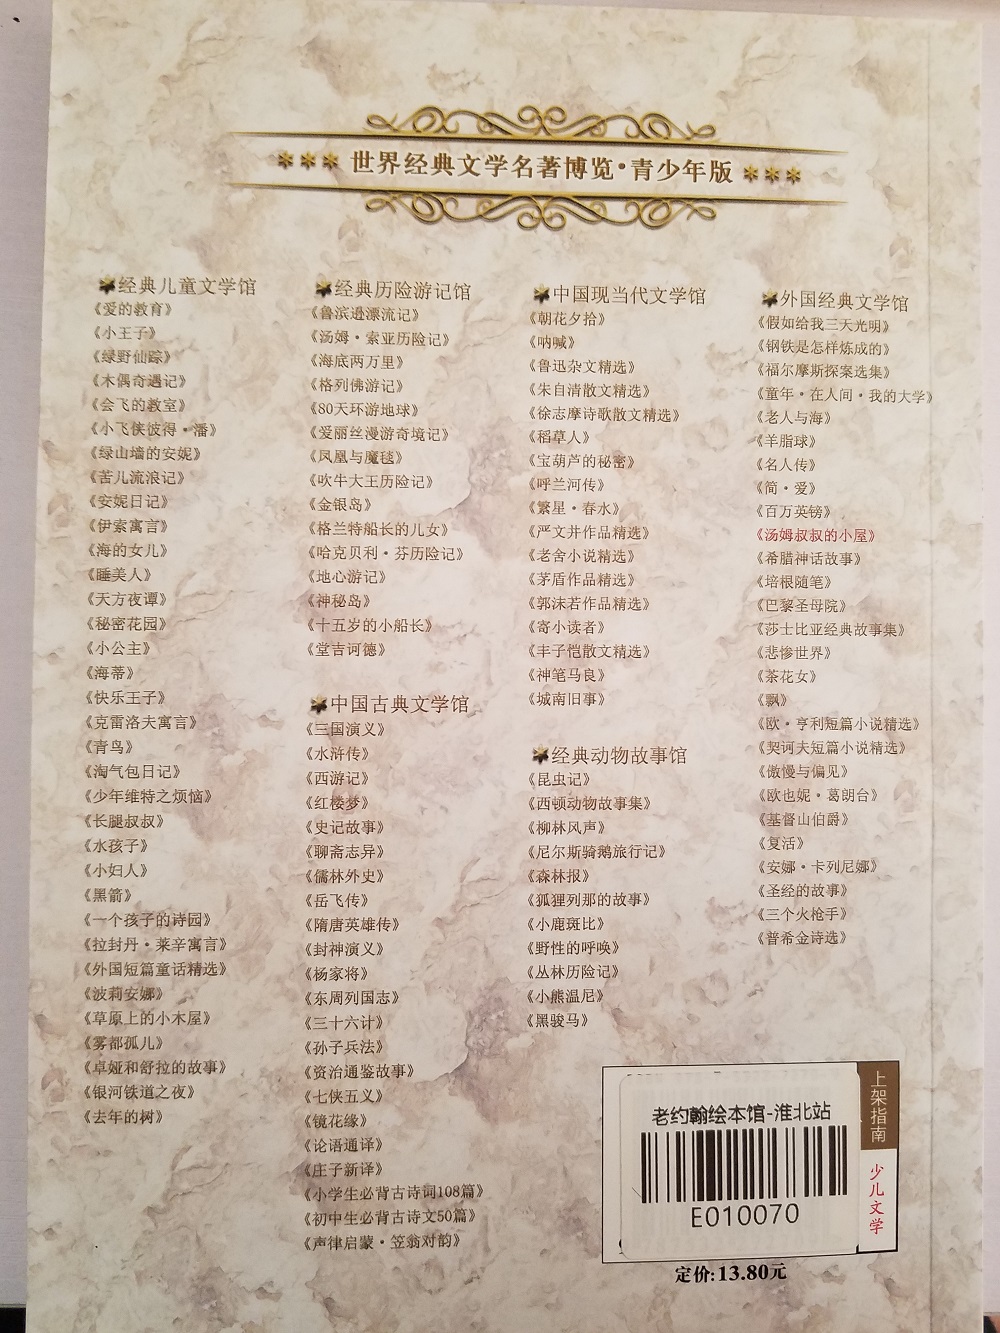 *** 世界经典文学名著博览·青少年版 ***
经典儿童文学馆
《爱的教育》
《小王子》
《绿野仙踪》
《木偶奇遇记》
《会飞的教室》
《小飞侠彼得·潘》
《绿山墙的安妮》
《苦儿流浪记》
《安妮日记》
《伊索寓言》
《海的女儿》
《睡美人》
《天方夜谭》
《秘密花园》
《小公主》
《海蒂》
《快乐王子》
《克雷洛夫寓言》
《青鸟》
《淘气包日记》
《少年维特之烦恼》
《长腿叔叔》
《水孩子》
《小妇人》
《黑箭》
《一个孩子的诗园》
《拉封丹·莱辛寓言》
《外国短篇童话精选》
《波莉安娜》
《草原上的小木屋》
《雾都孤儿》
《卓娅和舒拉的故事》
《银河铁道之夜》
《去年的树》
经典历险游记馆
《鲁滨逊漂流记》
《汤姆·索亚历险记》
《海底两万里》
《格列佛游记》
《80天环游地球》
《爱丽丝漫游奇境记》
《凤凰与魔毯》
《吹牛大王历险记》
《金银岛》
《格兰特船长的儿女》
《哈克贝利·芬历险记》
《地心游记》
《神秘岛》
《十五岁的小船长》
《堂吉诃德》
中国古典文学馆
《三国演义》
《水浒传》
《西游记》
《红楼梦》
《史记故事》
《聊斋志异》
《儒林外史》
《岳飞传》
《隋唐英雄传》
《封神演义》
《杨家将》
《东周列国志》
《三十六计》
《孙子兵法》
《资治通鉴故事》
《七侠五义》
《镜花缘》
《论语通译》
《庄子新译》
《小学生必背古诗词108篇》
《初中生必背古诗文50篇》
《声律启蒙·笠翁对韵》
中国现当代文学馆
《朝花夕拾》
《呐喊》
《鲁迅杂文精选》
《朱自清散文精选》
《徐志摩诗歌散文精选》
《稻草人》
《宝葫芦的秘密》
《呼兰河传》
《繁星·春水》
《严文井作品精选》
《老舍小说精选》
《茅盾作品精选》
《郭沫若作品精选》
《寄小读者》
《丰子恺散文精选》
《神笔马良》
《城南旧事》
经典动物故事馆
《昆虫记》
《西顿动物故事集》
《柳林风声》
《尼尔斯骑鹅旅行记》
《森林报》
《狐狸列那的故事》
《小鹿斑比》
《野性的呼唤》
《丛林历险记》
《小熊温尼》
《黑骏马》
外国经典文学馆
《假如给我三天光明》
《钢铁是怎样炼成的》
《福尔摩斯探案选集》
《童年·在人间·我的大学》
《老人与海》
《羊脂球》
《名人传》
《简·爱》
《百万英镑》
《汤姆叔叔的小屋》
《希腊神话故事》
《培根随笔》
《巴黎圣母院》
《莎士比亚经典故事集》
《悲惨世界》
《茶花女》
《飘》
《欧·亨利短篇小说精选》
《契诃夫短篇小说精选》
《傲慢与偏见》
《欧也妮·葛朗台》
《基督山伯爵》
《复活》
《安娜·卡列尼娜》
《圣经的故事》
《三个火枪手》
《普希金诗选》
老约翰绘本馆-淮北站
E010070
上架指南
少儿文学
定价:13.80元